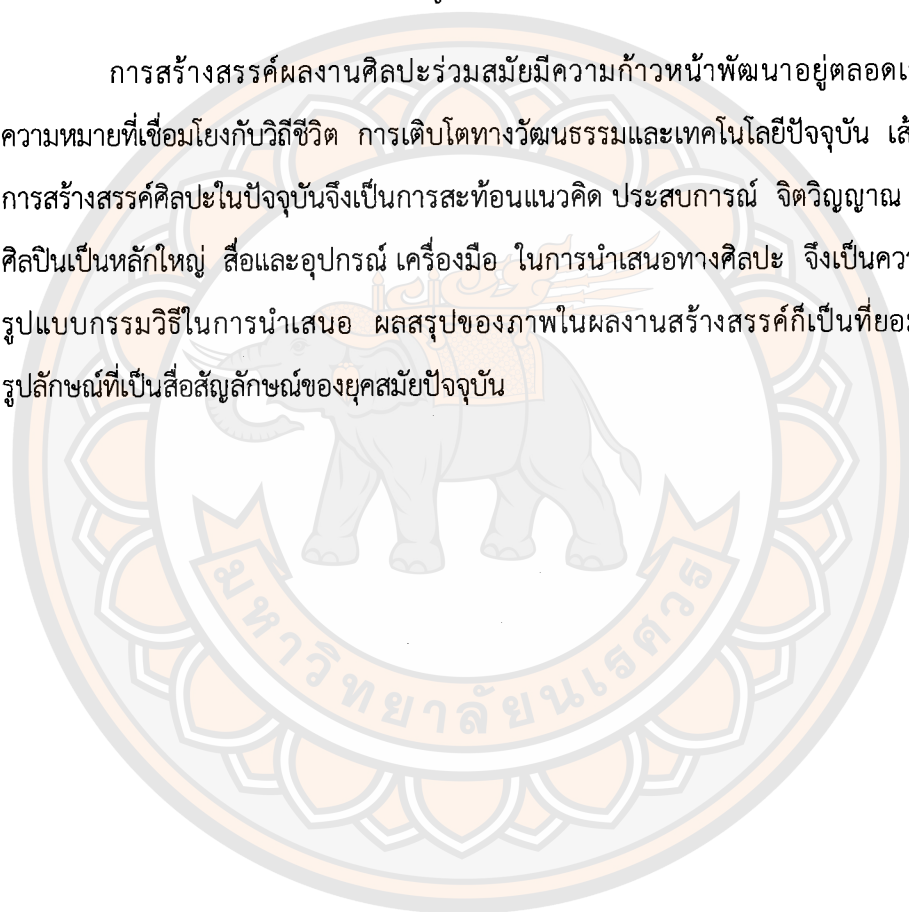 การสร้างสรรค์ผลงานศิลปะร่วมสมัยมีความก้าวหน้าพัฒนาอยู่ตลอดเ
ความหมายที่เชื่อมโยงกับวิถีชีวิต การเติบโตทางวัฒนธรรมและเทคโนโลยีปัจจุบัน
การสร้างสรรค์ศิลปะในปัจจุบันจึงเป็นการสะท้อนแนวคิด ประสบการณ์ จิตวิญญาณ
ศิลปินเป็นหลักใหญ่ สื่อและอุปกรณ์ เครื่องมือ ในการนำเสนอทางศิลปะ จึงเป็นควา
รูปแบบกรรมวิธีในการนำเสนอ ผลสรุปของภาพในผลงานสร้างสรรค์ก็เป็นที่ยอ
รูปลักษณ์ที่เป็นสื่อสัญลักษณ์ของยุคสมัยปัจจุบัน
มหาวิทยาลัยนเรศวร